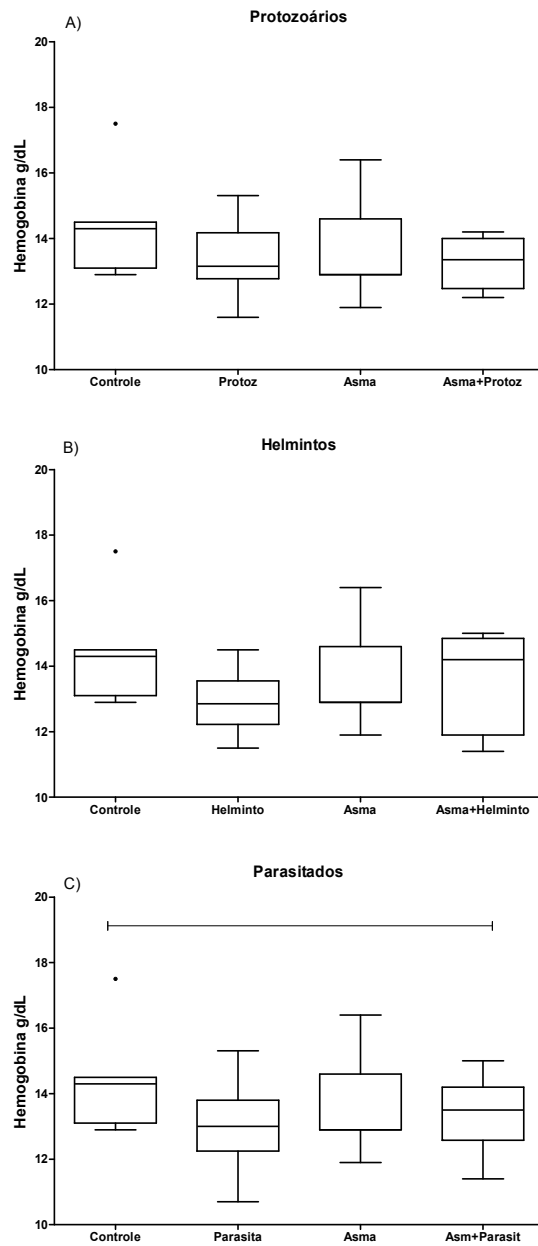 A)
Protozoários
Hemogobina g/dL
20
18
16
14
12
10
Controle Protoz Asma Asma+Protoz
B)
Helmintos
Hemogobina g/dL
20
18
16
14
12
10
Controle Helminto Asma Asma+Helminto
C)
Parasitados
Hemogobina g/dL
20
18
16
14
12
10
Controle Parasita Asma Asm+Parasit